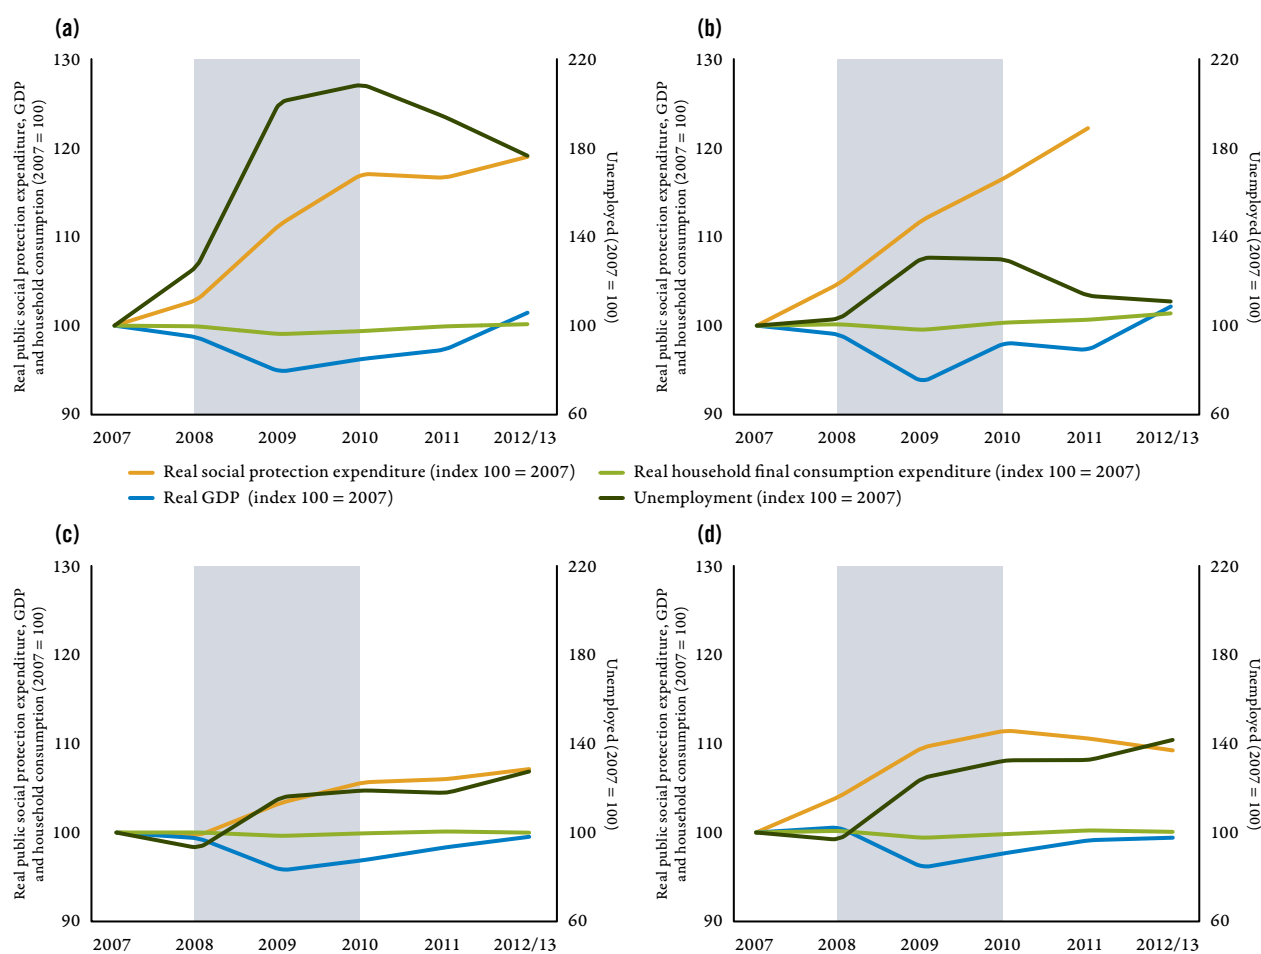 (a)
Real public social protection expenditure, GDP
and household consumption (2007 = 100)
130
120
110
100
90
220
180
140
100
60
Unemployed (2007 = 100)
2007 2008 2009 2010 2011 2012/13
(b)
Real public social protection expenditure, GDP
and household consumption (2007 = 100)
130
120
110
100
90
220
180
140
100
60
Unemployed (2007 = 100)
2007 2008 2009 2010 2011 2012/13
Real social protection expenditure (index 100 = 2007)
Real household final consumption expenditure (index 100 = 2007)
Real GDP (index 100 = 2007)
Unemployment (index 100 = 2007)
(c)
Real public social protection expenditure, GDP
and household consumption (2007 = 100)
130
120
110
100
90
220
180
140
100
60
Unemployed (2007 = 100)
2007 2008 2009 2010 2011 2012/13
(d)
Real public social protection expenditure, GDP
and household consumption (2007 = 100)
130
120
110
100
90
220
180
140
100
60
Unemployed (2007 = 100)
2007 2008 2009 2010 2011 2012/13